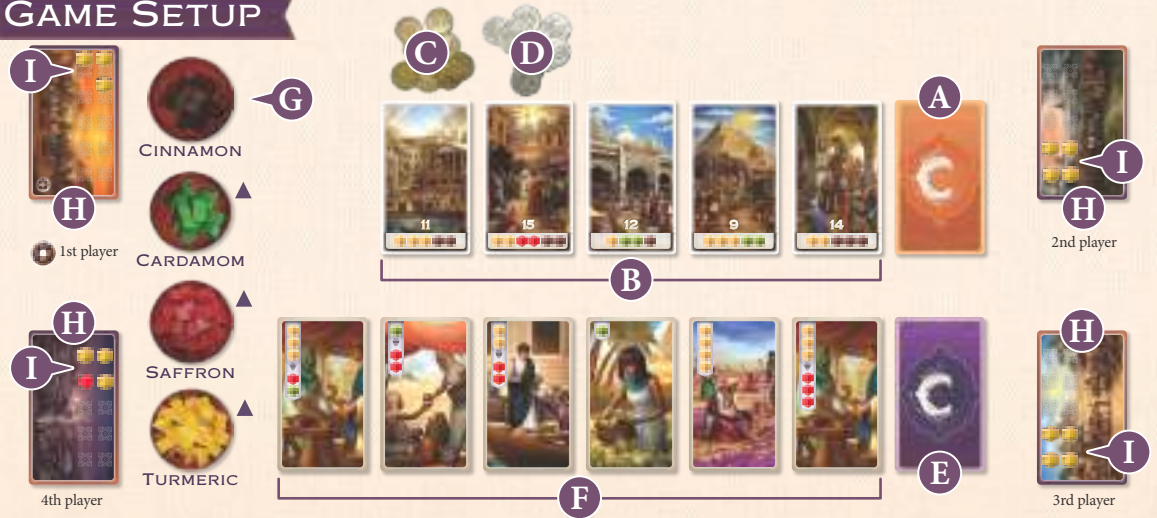 GAME SETUP
C
D
I
G
A
I
CINNAMON
H
H
1st player
2nd player
11
15
12
9
14
CARDAMOM
B
H
H
I
SAFFRON
I
TURMERIC
E
4th player
F
3rd player